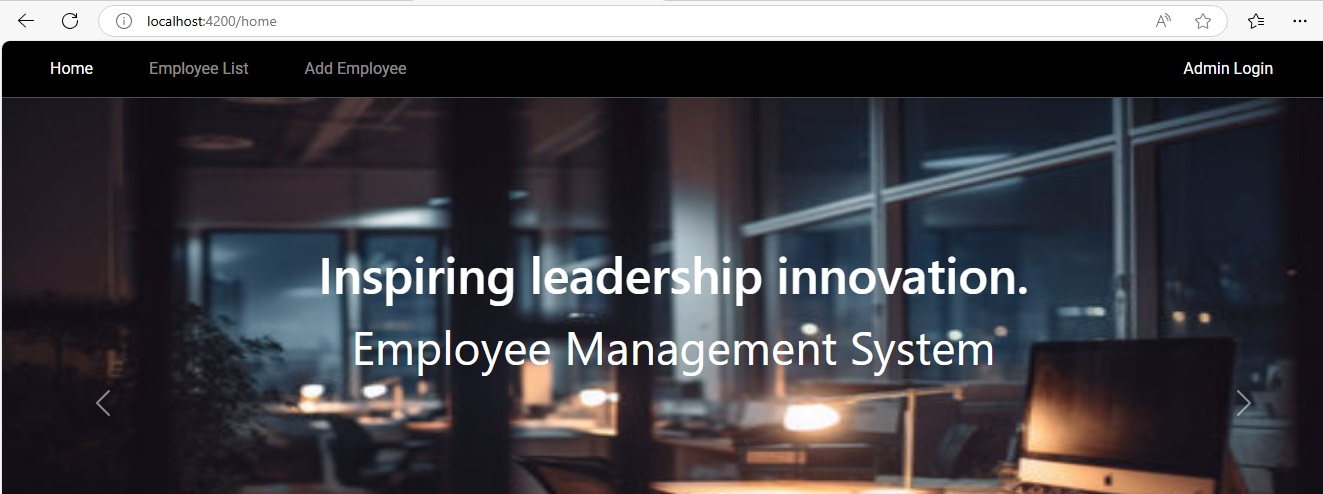 localhost:4200/home
Home Employee List Add Employee Admin Login
Inspiring leadership innovation.
Employee Management System